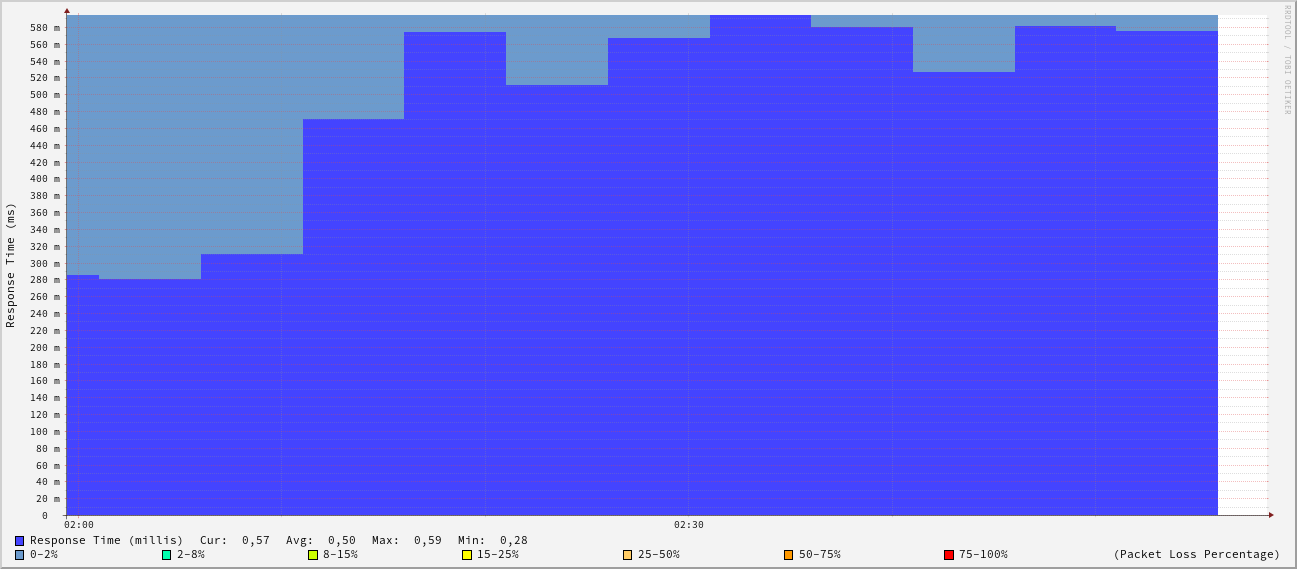 RRDTOOL / TOBI OETIKER
Response Time (ms)
580 m
560 m
540 m
520 m
500 m
480 m
460 m
440 m
420 m
400 m
380 m
360 m
340 m
320 m
300 m
280 m
260 m
240 m
220 m
200 m
180 m
160 m
140 m
120 m
100 m
80 m
60 m
40 m
20 m
0
02:00 02:30
Response Time (millis) Cur: 0,57 Avg: 0,50 Max: 0,59 Min: 0,28
0-2% 2-8% 8-15% 15-25% 25-50% 50-75% 75-100% (Packet Loss Percentage)